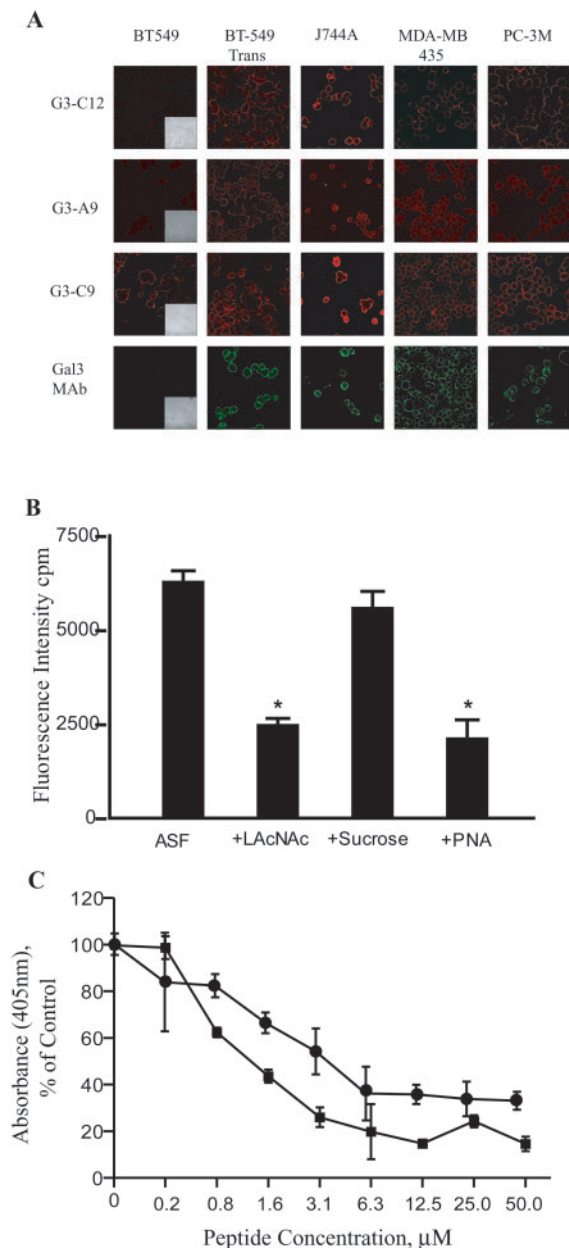 A
BT549
BT-549
Trans
J744A
MDA-MB
435
PC-3M
G3-C12
G3-A9
G3-C9
Gal3
MAb
B
Fluorescence Intensity cpm
7500
5000
2500
0
*
*
ASF
+LAcNAc
+Sucrose
+PNA
C
Absorbance (405nm),
% of Control
120
100
80
60
40
20
0
0
0.2
0.8
1.6
3.1
6.3
12.5
25.0
50.0
Peptide Concentration, μM